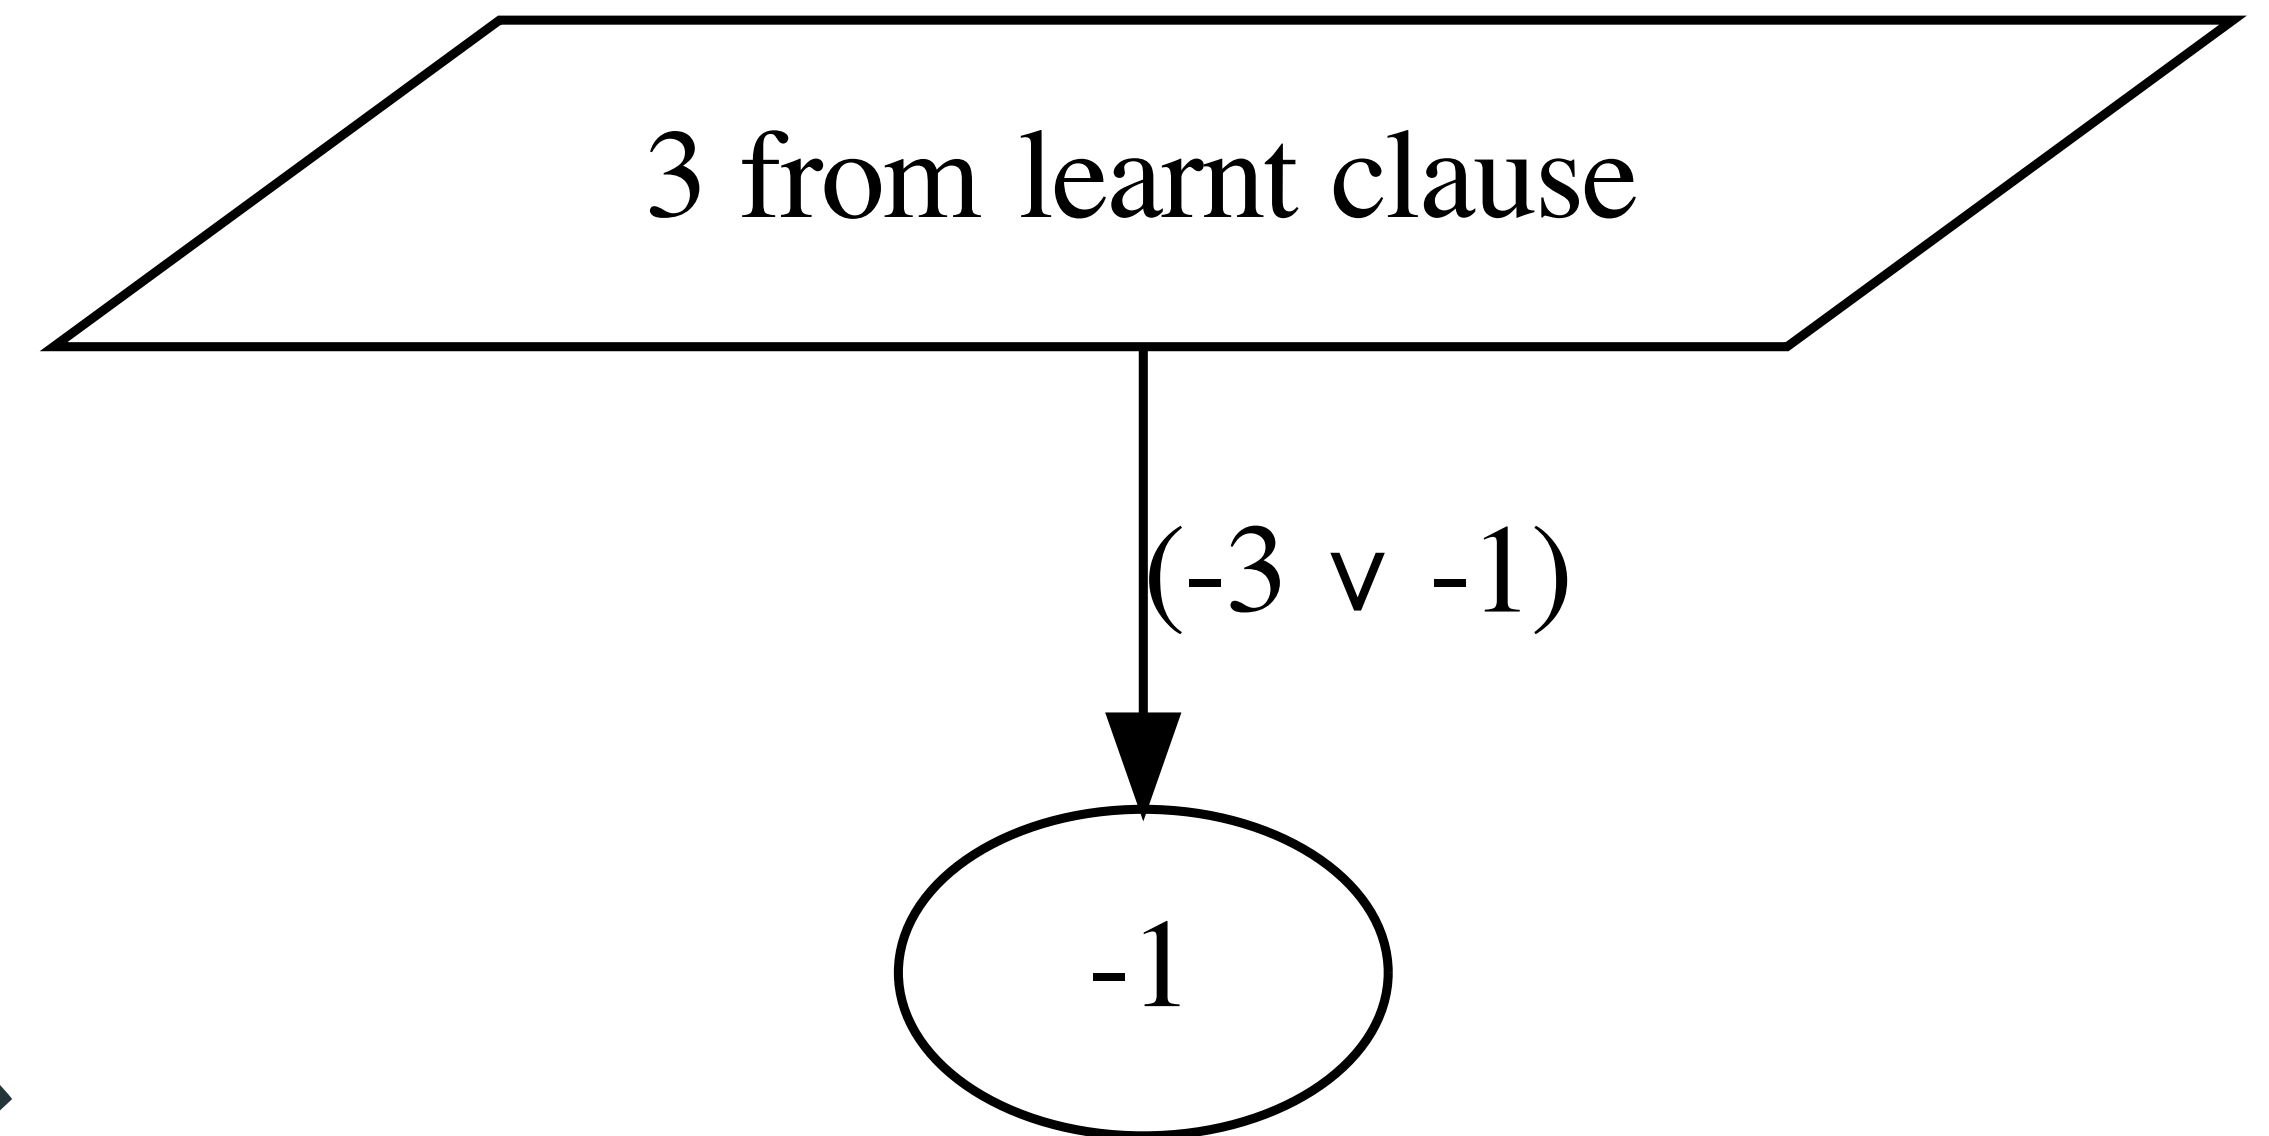 3 from learnt clause
(-3 ∨ -1)
-1